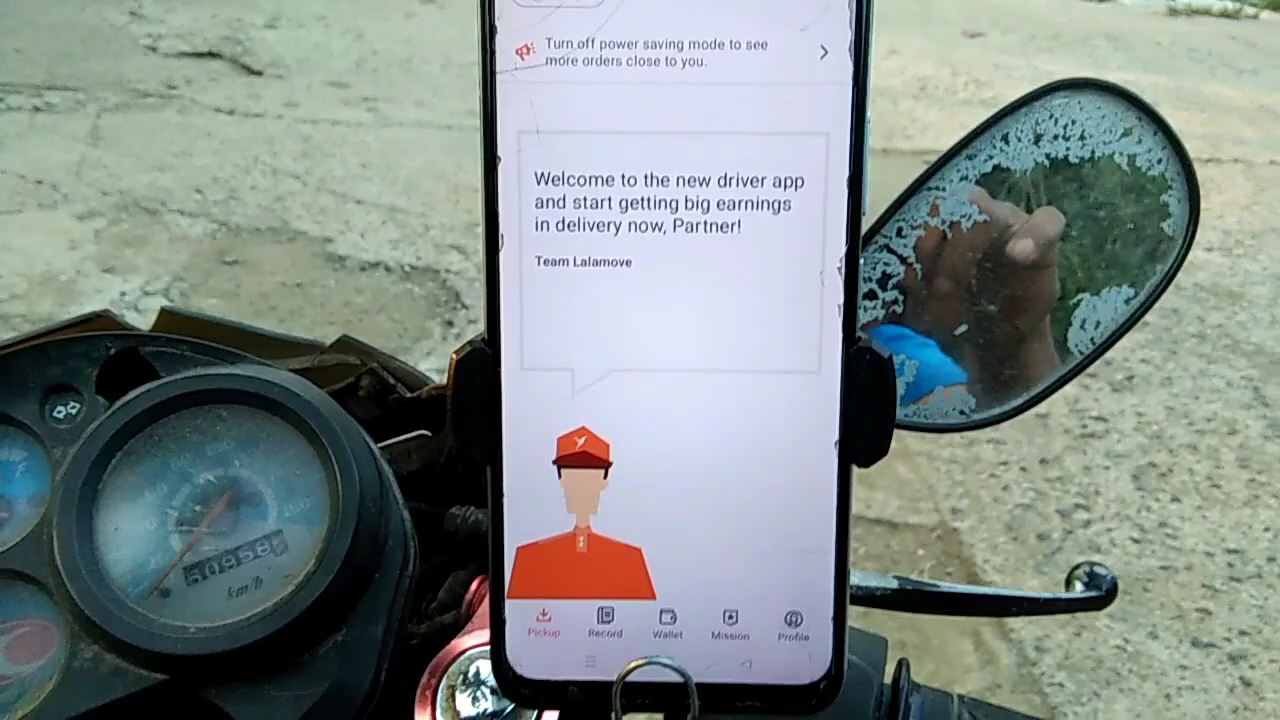 Turn off power saving mode to see
more orders close to you.
Welcome to the new driver app
and start getting big earnings
in delivery now, Partner!
Team Lalamove
Pickup
Record
Wallet
Mission
Profile
km/h